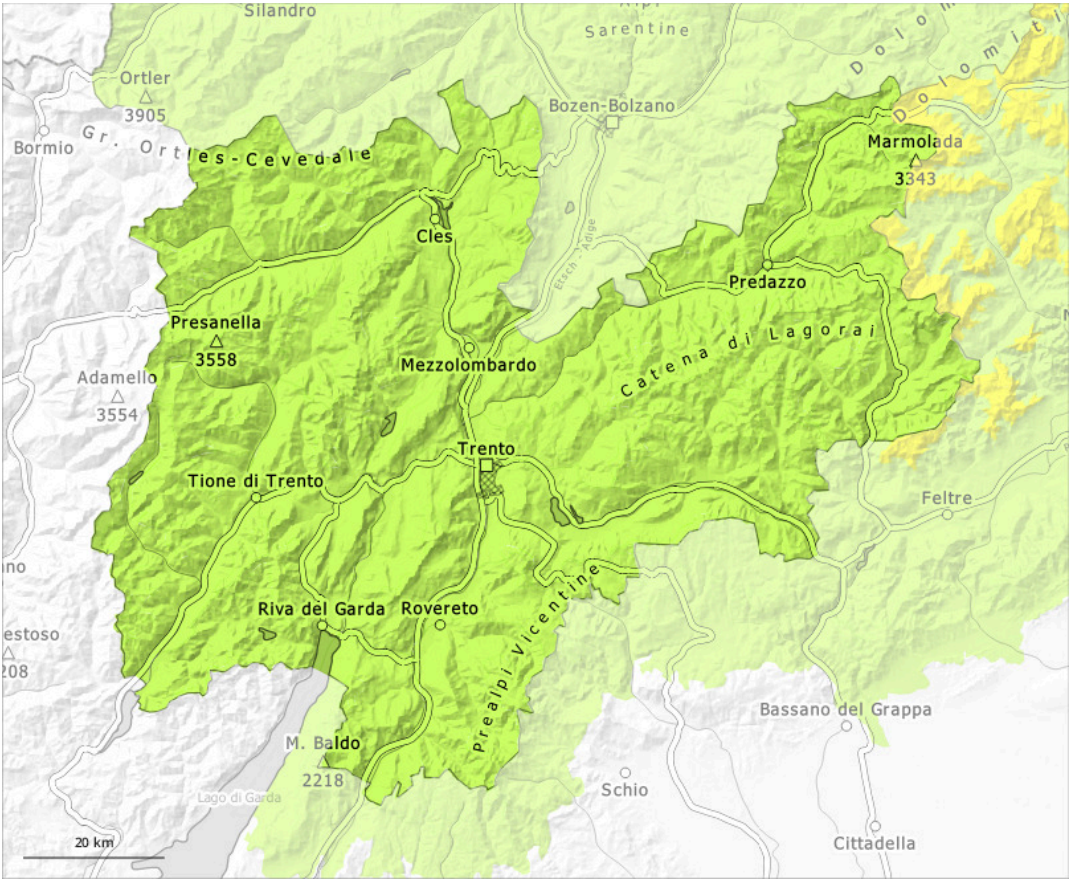 Silandro
Sarentine
Dolomiti
Ortler
3905
Bozen-Bolzano
Bormio
Gr. Ortles-Cevedale
Marmolada
3343
Etsch - Adige
Cles
Predazzo
Presanella
3558
Catena di Lagorai
Mezzolombardo
Adamello
3554
Trento
Tione di Trento
Feltre
Riva del Garda
Rovereto
Prealpi Vicentine
estoso
208
Bassano del Grappa
M. Baldo
2218
Lago di Garda
Schio
20 km
Cittadella